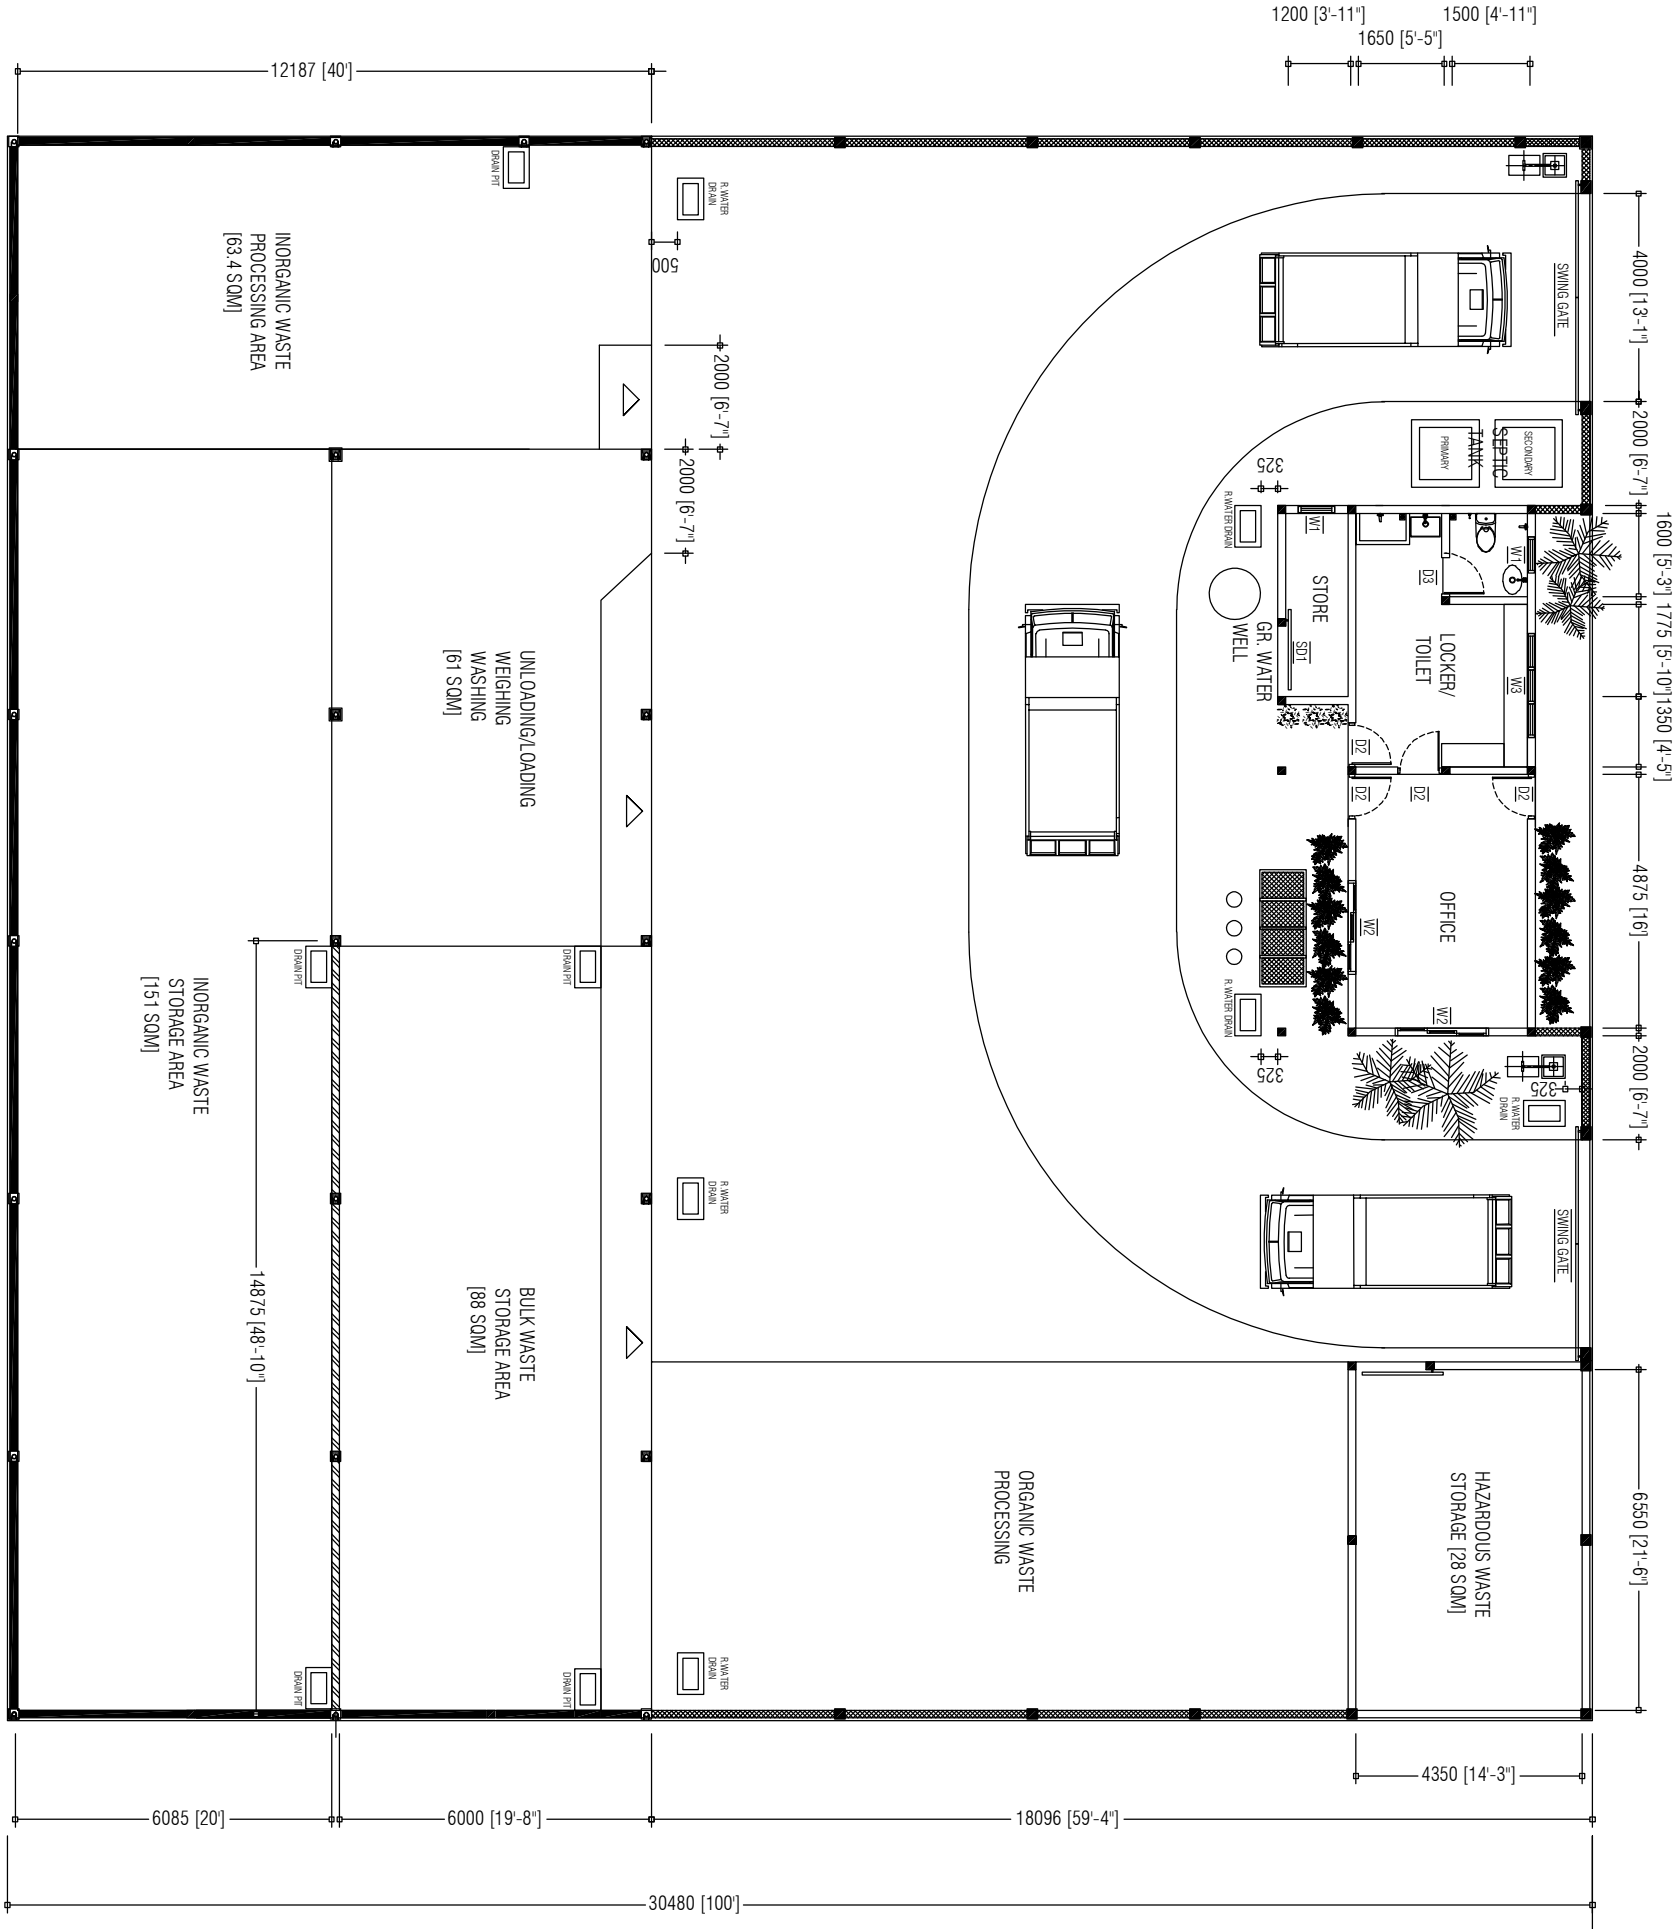 1200 [3'-11"]
1500 [4'-11"]
1650 [5'-5"]
12187 [40']
DRAIN PIT
R.WATER
DRAIN
500
INORGANIC WASTE
PROCESSING AREA
[63.4 SQM]
SWING GATE
4000 [13'-1"]
2000 [6'-7"]
2000 [6'-7"]
2000 [6'-7"]
SEPTIC
TANK
SECONDARY
PRIMARY
325
R.WATER DRAIN
W1
W1
D3
STORE
SD1
GR. WATER
WELL
LOCKER/
TOILET
W3
1600 [5'-3"]
1775 [5'-10"]
1350 [4'-5"]
UNLOADING/LOADING
WEIGHING
WASHING
[61 SQM]
D2
D2
D2
D2
OFFICE
W2
W2
4875 [16']
DRAIN PIT
DRAIN PIT
R.WATER DRAIN
INORGANIC WASTE
STORAGE AREA
[151 SQM]
325
325
R.WATER
DRAIN
2000 [6'-7"]
R.WATER
DRAIN
SWING GATE
14875 [48'-10"]
BULK WASTE
STORAGE AREA
[88 SQM]
ORGANIC WASTE
PROCESSING
HAZARDOUS WASTE
STORAGE [28 SQM]
6550 [21'-6"]
DRAIN PIT
DRAIN PIT
R.WATER
DRAIN
4350 [14'-3"]
6085 [20']
6000 [19'-8"]
18096 [59'-4"]
30480 [100']